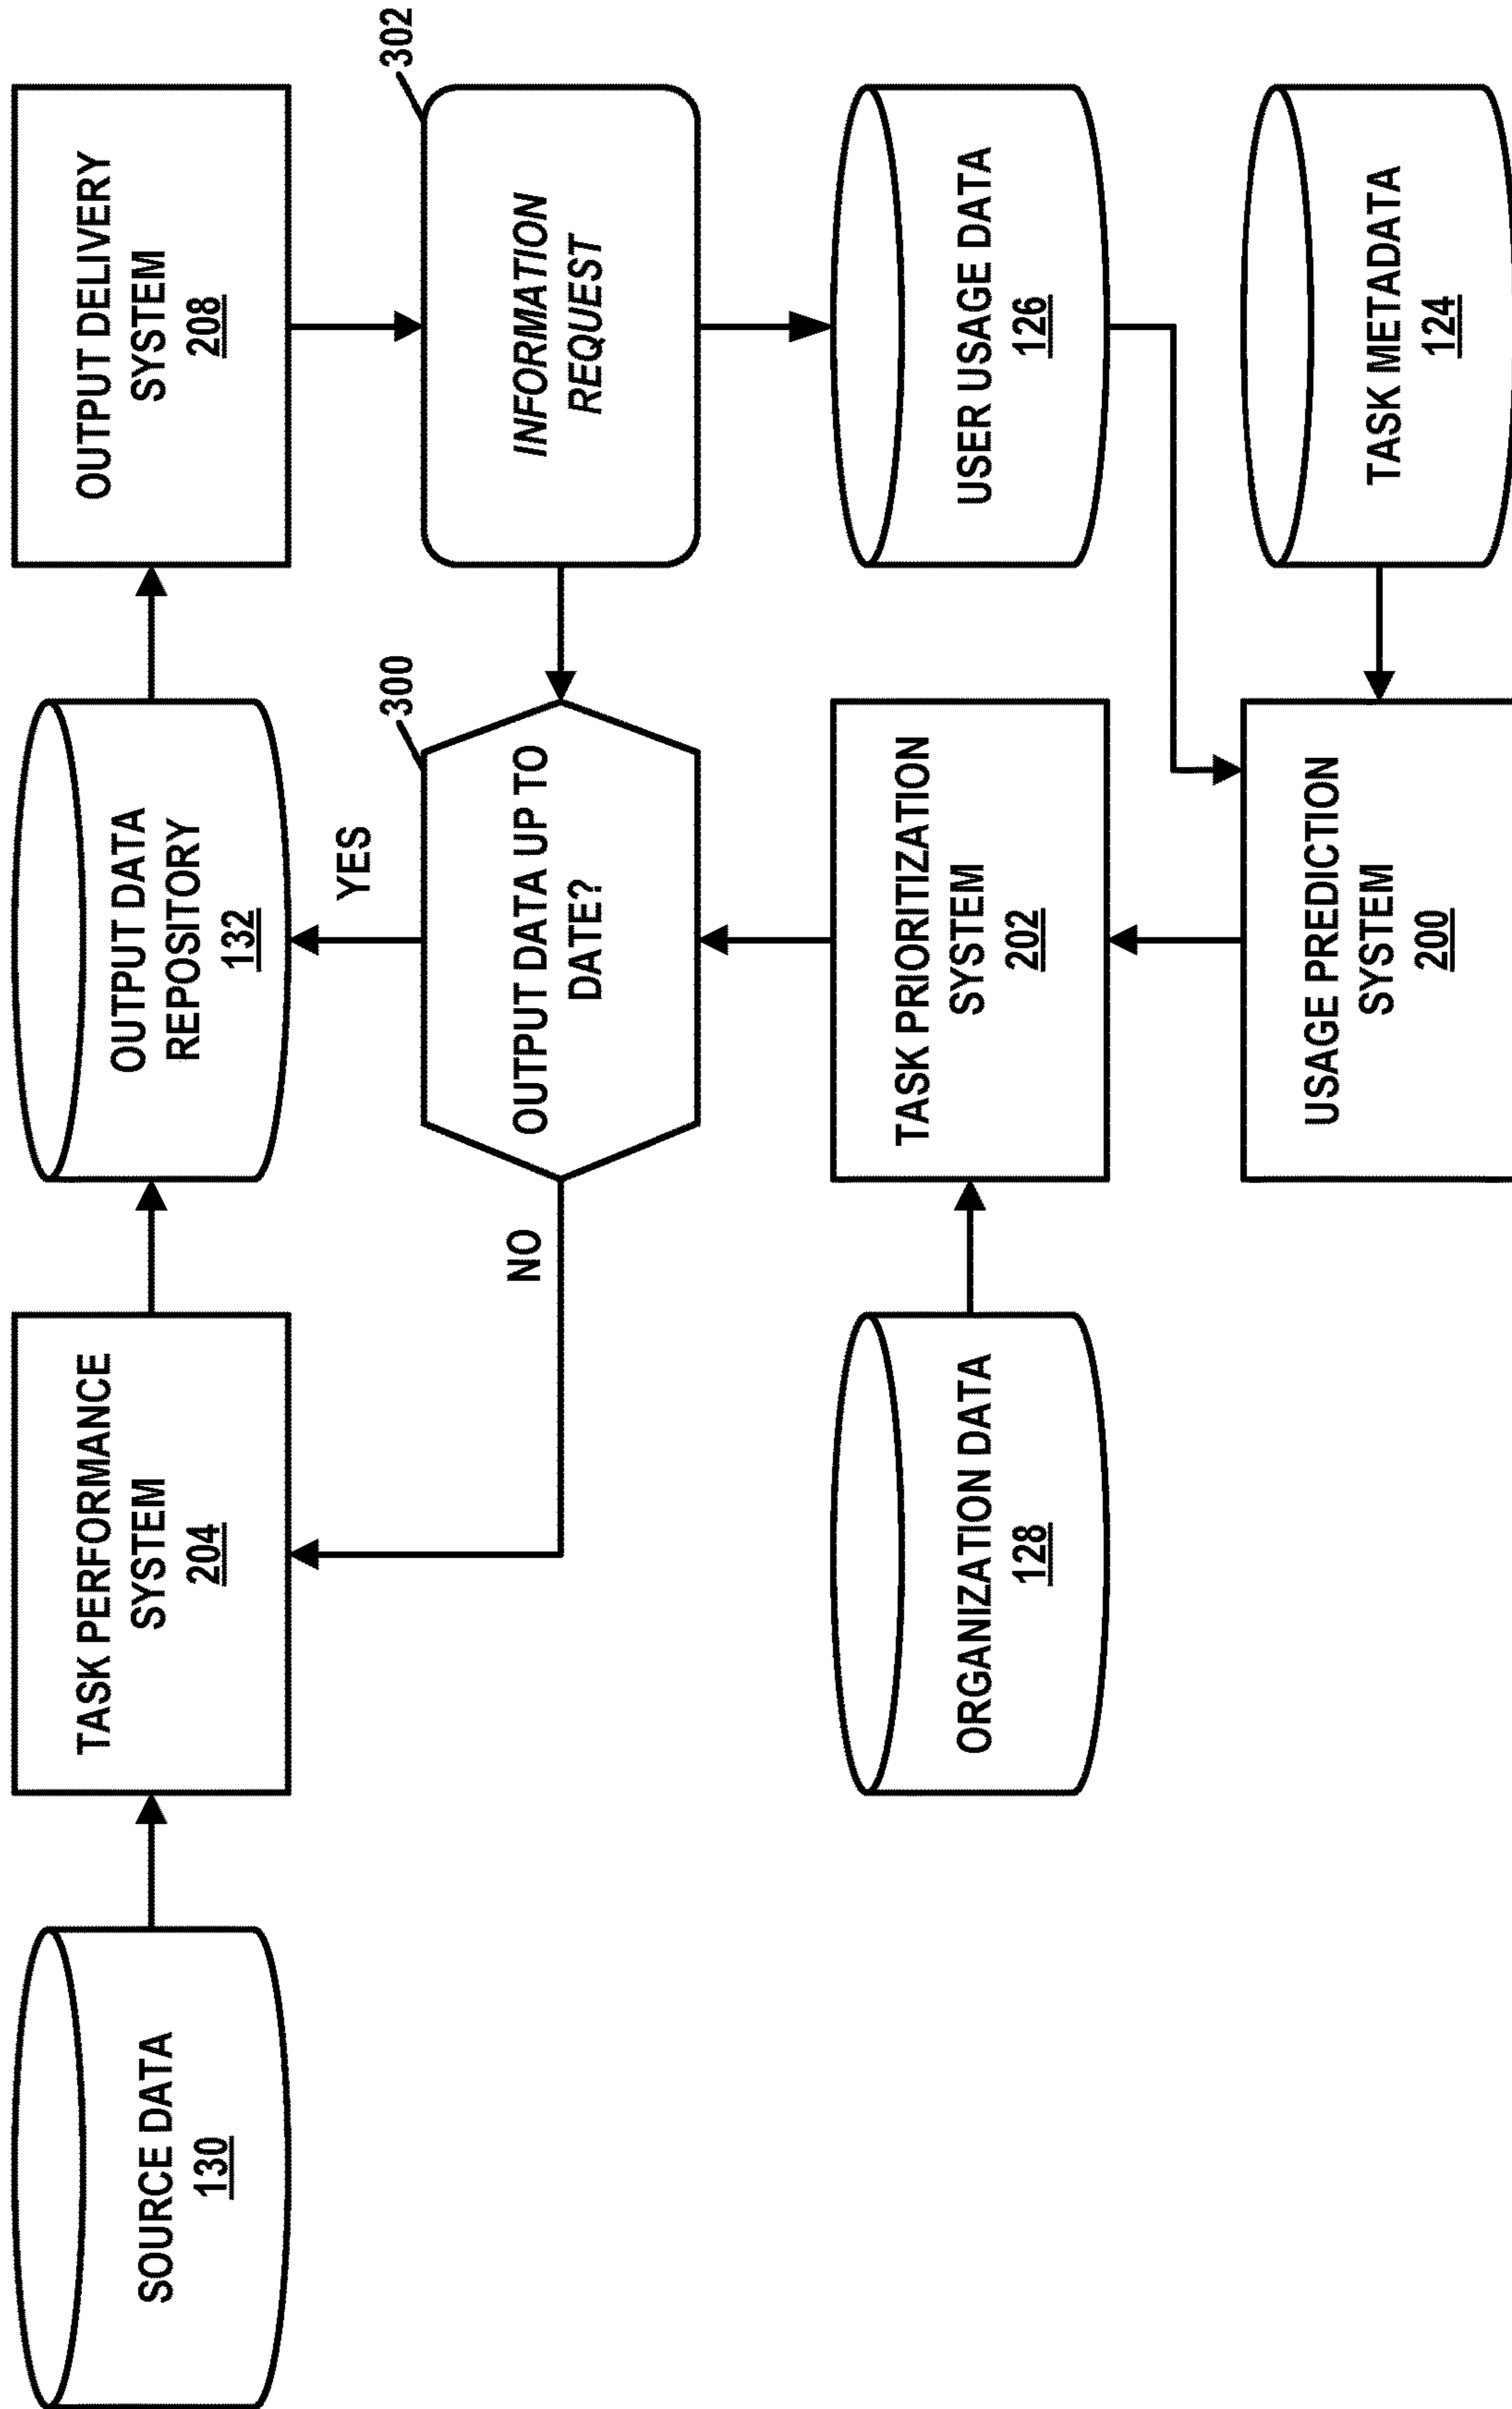 SOURCE DATA
130
TASK PERFORMANCE
SYSTEM
204
OUTPUT DATA
REPOSITORY
132
OUTPUT DELIVERY
SYSTEM
208
NO
YES
300
OUTPUT DATA UP TO
DATE?
302
INFORMATION
REQUEST
ORGANIZATION DATA
128
TASK PRIORITIZATION
SYSTEM
202
USER USAGE DATA
126
USAGE PREDICTION
SYSTEM
200
TASK METADATA
124